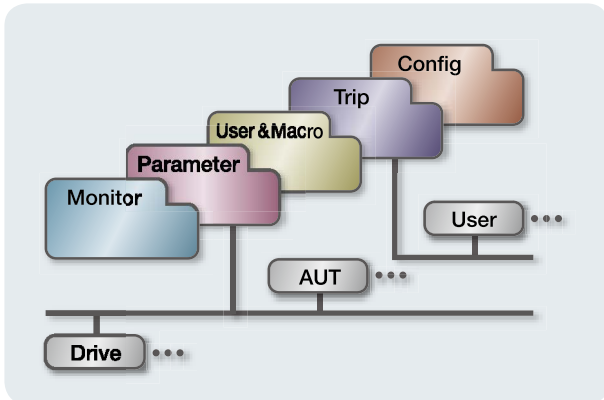 Config
Trip
User & Macro
Parameter
Monitor
User
AUT
Drive